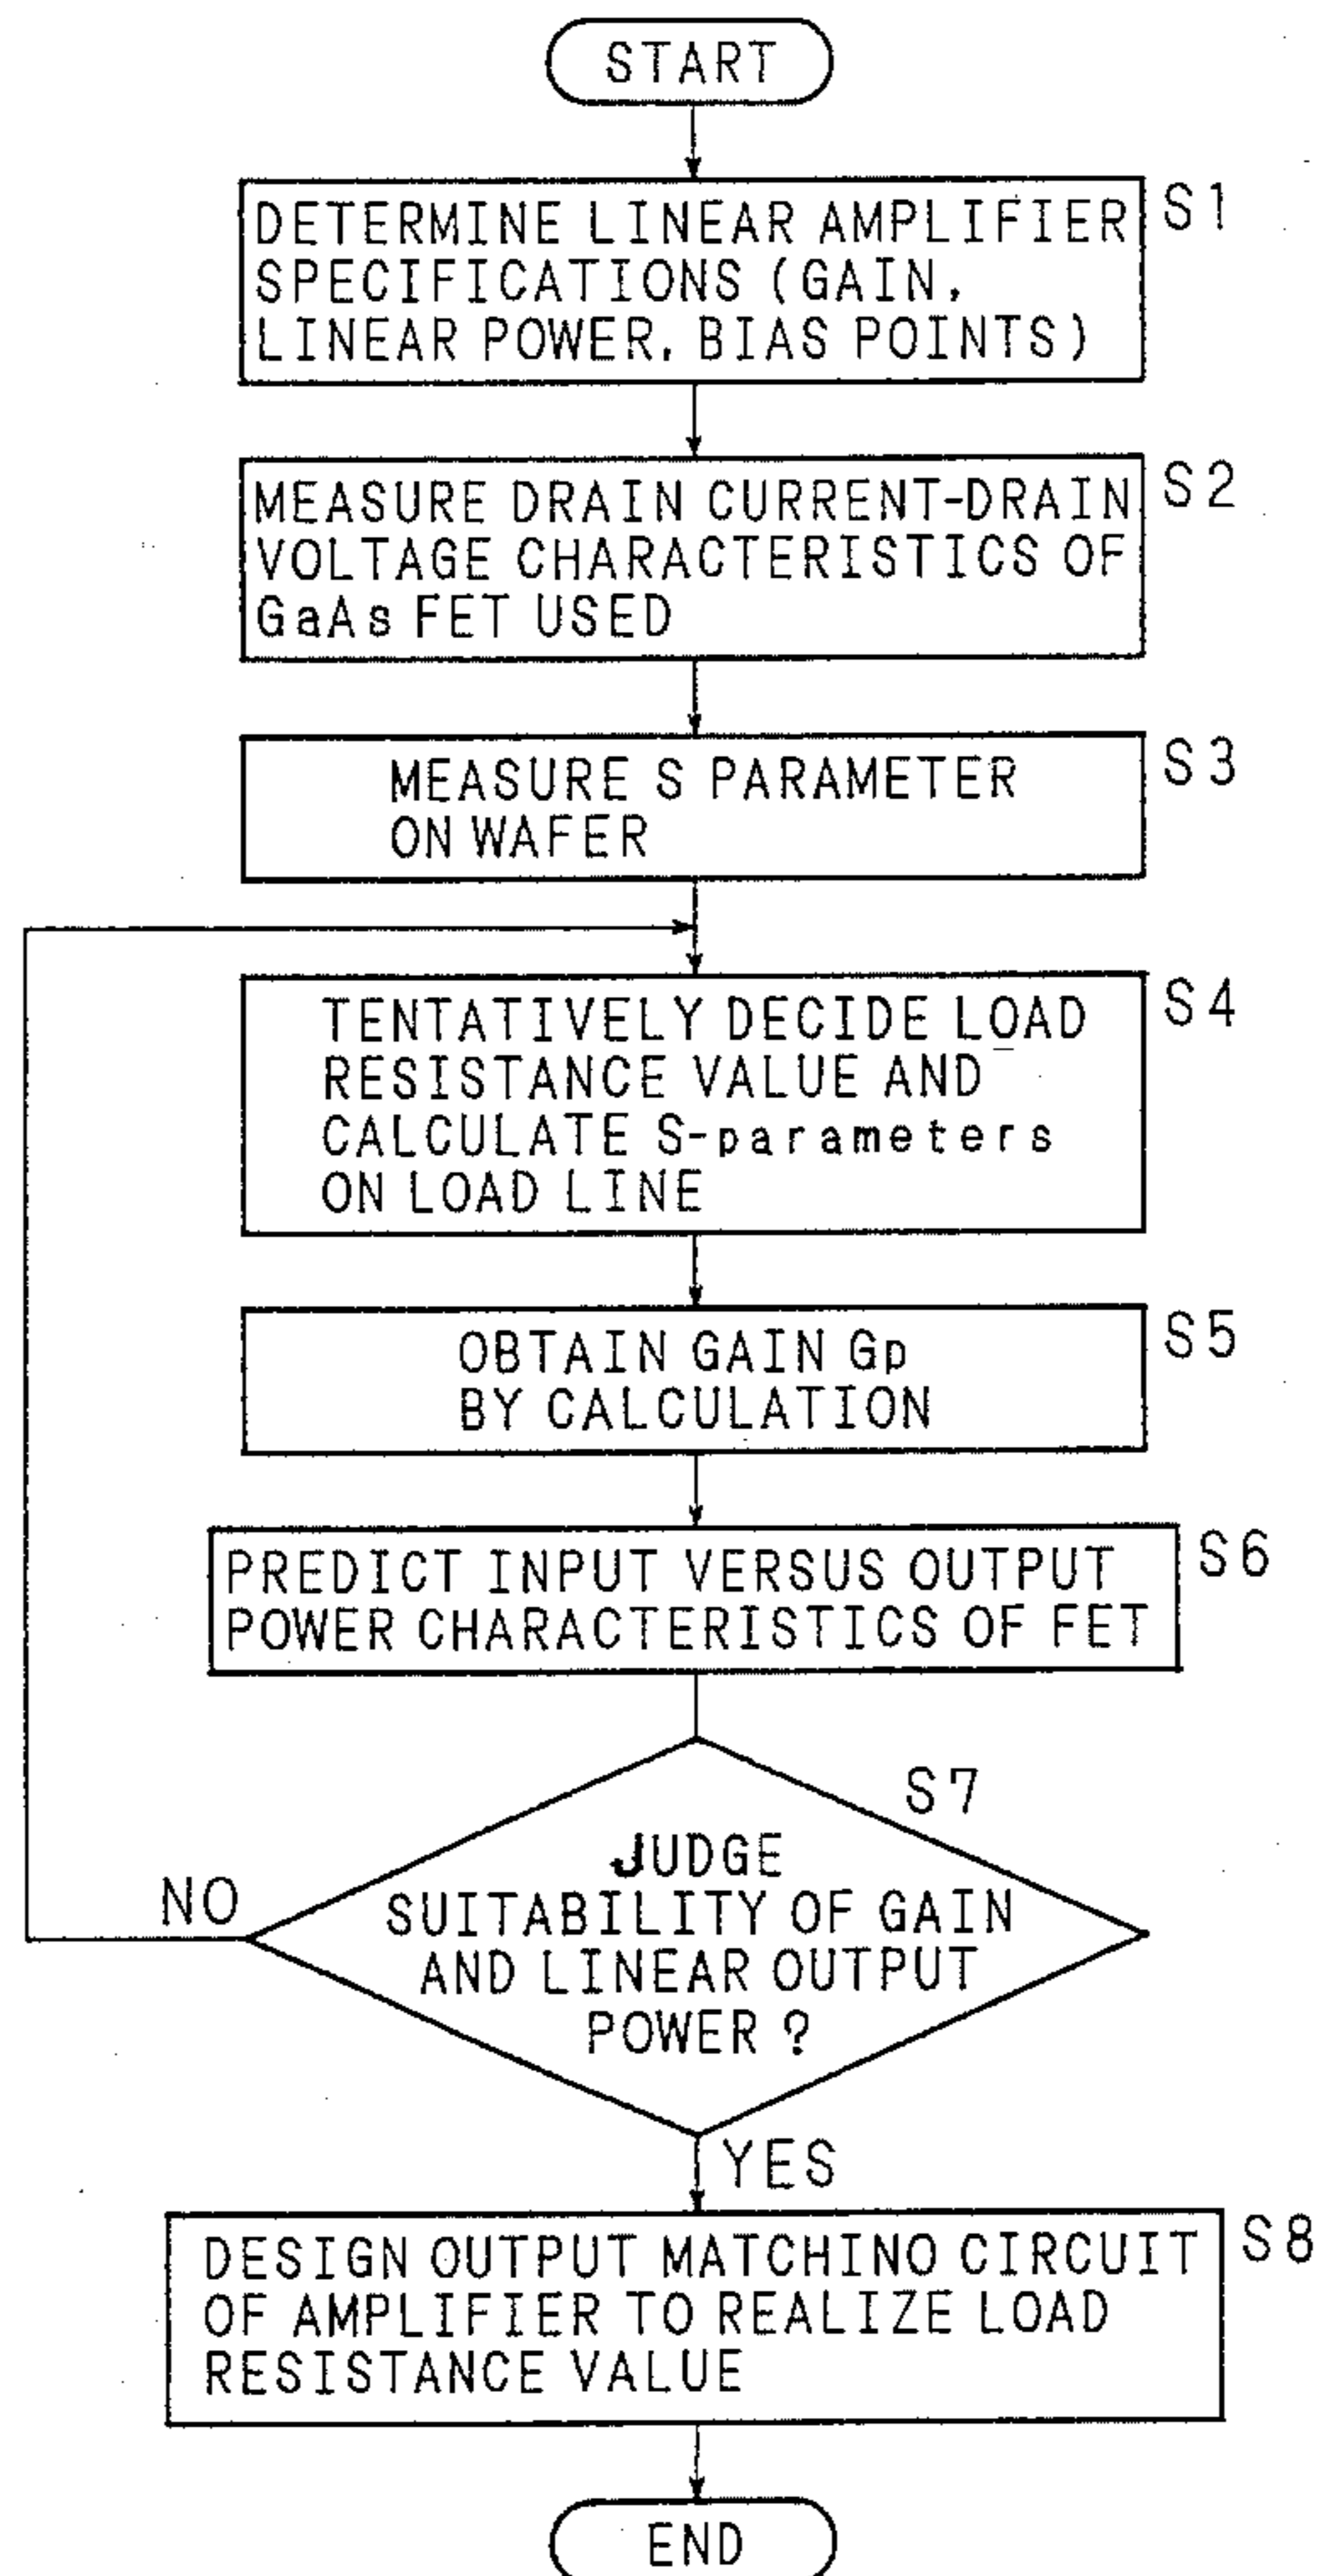 START
DETERMINE LINEAR AMPLIFIER
SPECIFICATIONS (GAIN,
LINEAR POWER, BIAS POINTS)
S1
MEASURE DRAIN CURRENT-DRAIN
VOLTAGE CHARACTERISTICS OF
GaAs FET USED
S2
MEASURE S PARAMETER
ON WAFER
S3
TENTATIVELY DECIDE LOAD
RESISTANCE VALUE AND
CALCULATE S-parameters
ON LOAD LINE
S4
OBTAIN GAIN Gp
BY CALCULATION
S5
PREDICT INPUT VERSUS OUTPUT
POWER CHARACTERISTICS OF FET
S6
S7
JUDGE
SUITABILITY OF GAIN
AND LINEAR OUTPUT
POWER ?
NO
YES
DESIGN OUTPUT MATCHINO CIRCUIT
OF AMPLIFIER TO REALIZE LOAD
RESISTANCE VALUE
S8
END